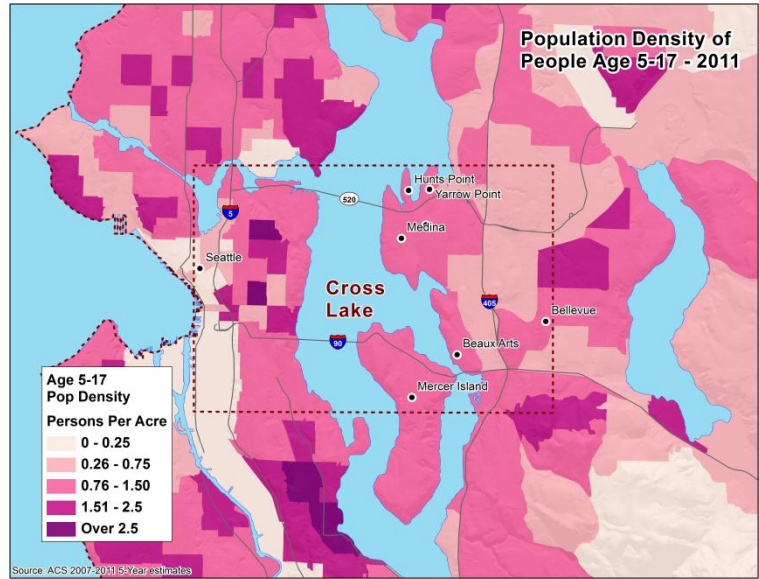 Population Density of
People Age 5-17 - 2011
Hunts Point
Yarrow Point
520
5
Medina
Seattle
Cross
Lake
405
Bellevue
90
Beaux Arts
Mercer Island
Age 5-17
Pop Density
Persons Per Acre
0 - 0.25
0.26 - 0.75
0.76 - 1.50
1.51 - 2.5
Over 2.5
Source: ACS 2007-2011 5-Year estimates